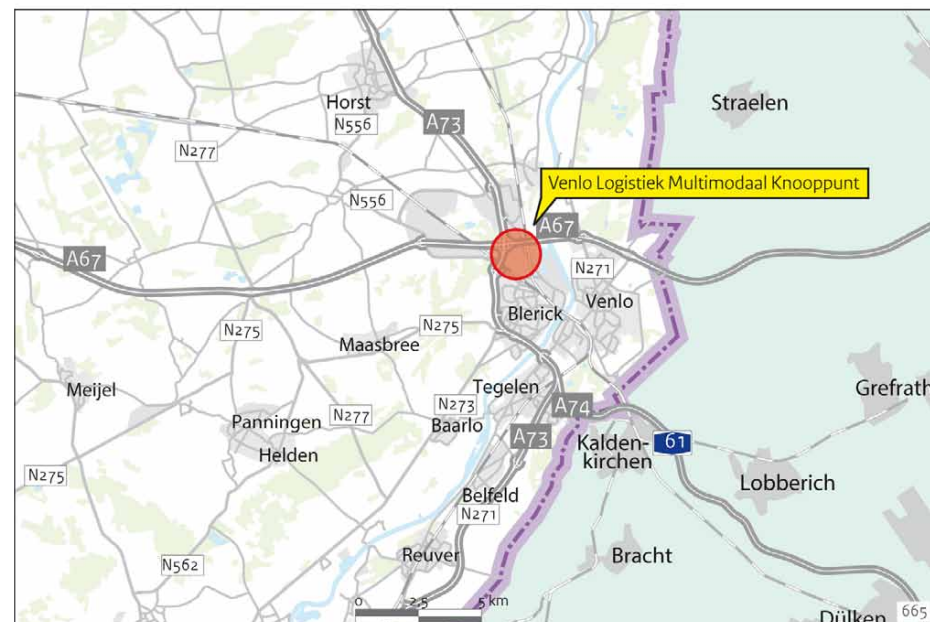 Horst
N556
A73
Straelen
N277
N556
Venlo Logistiek Multimodaal Knooppunt
A67
A67
N271
Venlo
Blerick
N275
N275
Maasbree
Meijel
Tegelen
Grefrath
N273
A74
Panningen
N277
Baarlo
A73
Kalden-
kirchen
61
Helden
N275
Lobberich
Belfeld
N271
Reuver
Bracht
N562
0 2,5 5 km
665
Dülken